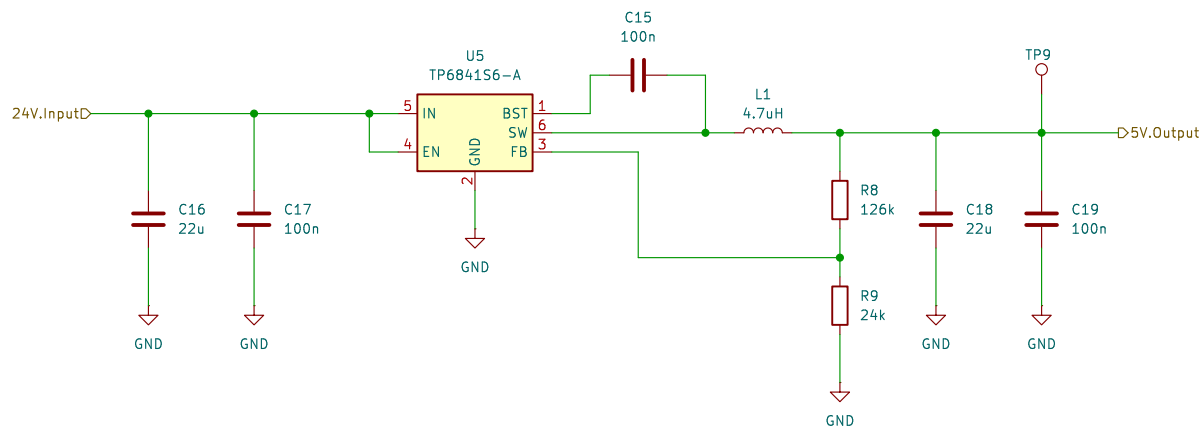 C15
100n
U5
TP6841S6-A
TP9
L1
4.7uH
24V.Input
5
IN
BST
1
SW
6
5V.Output
4
EN
FB
3
GND
2
C16
22u
C17
100n
R8
126k
C18
22u
C19
100n
GND
R9
24k
GND
GND
GND
GND
GND